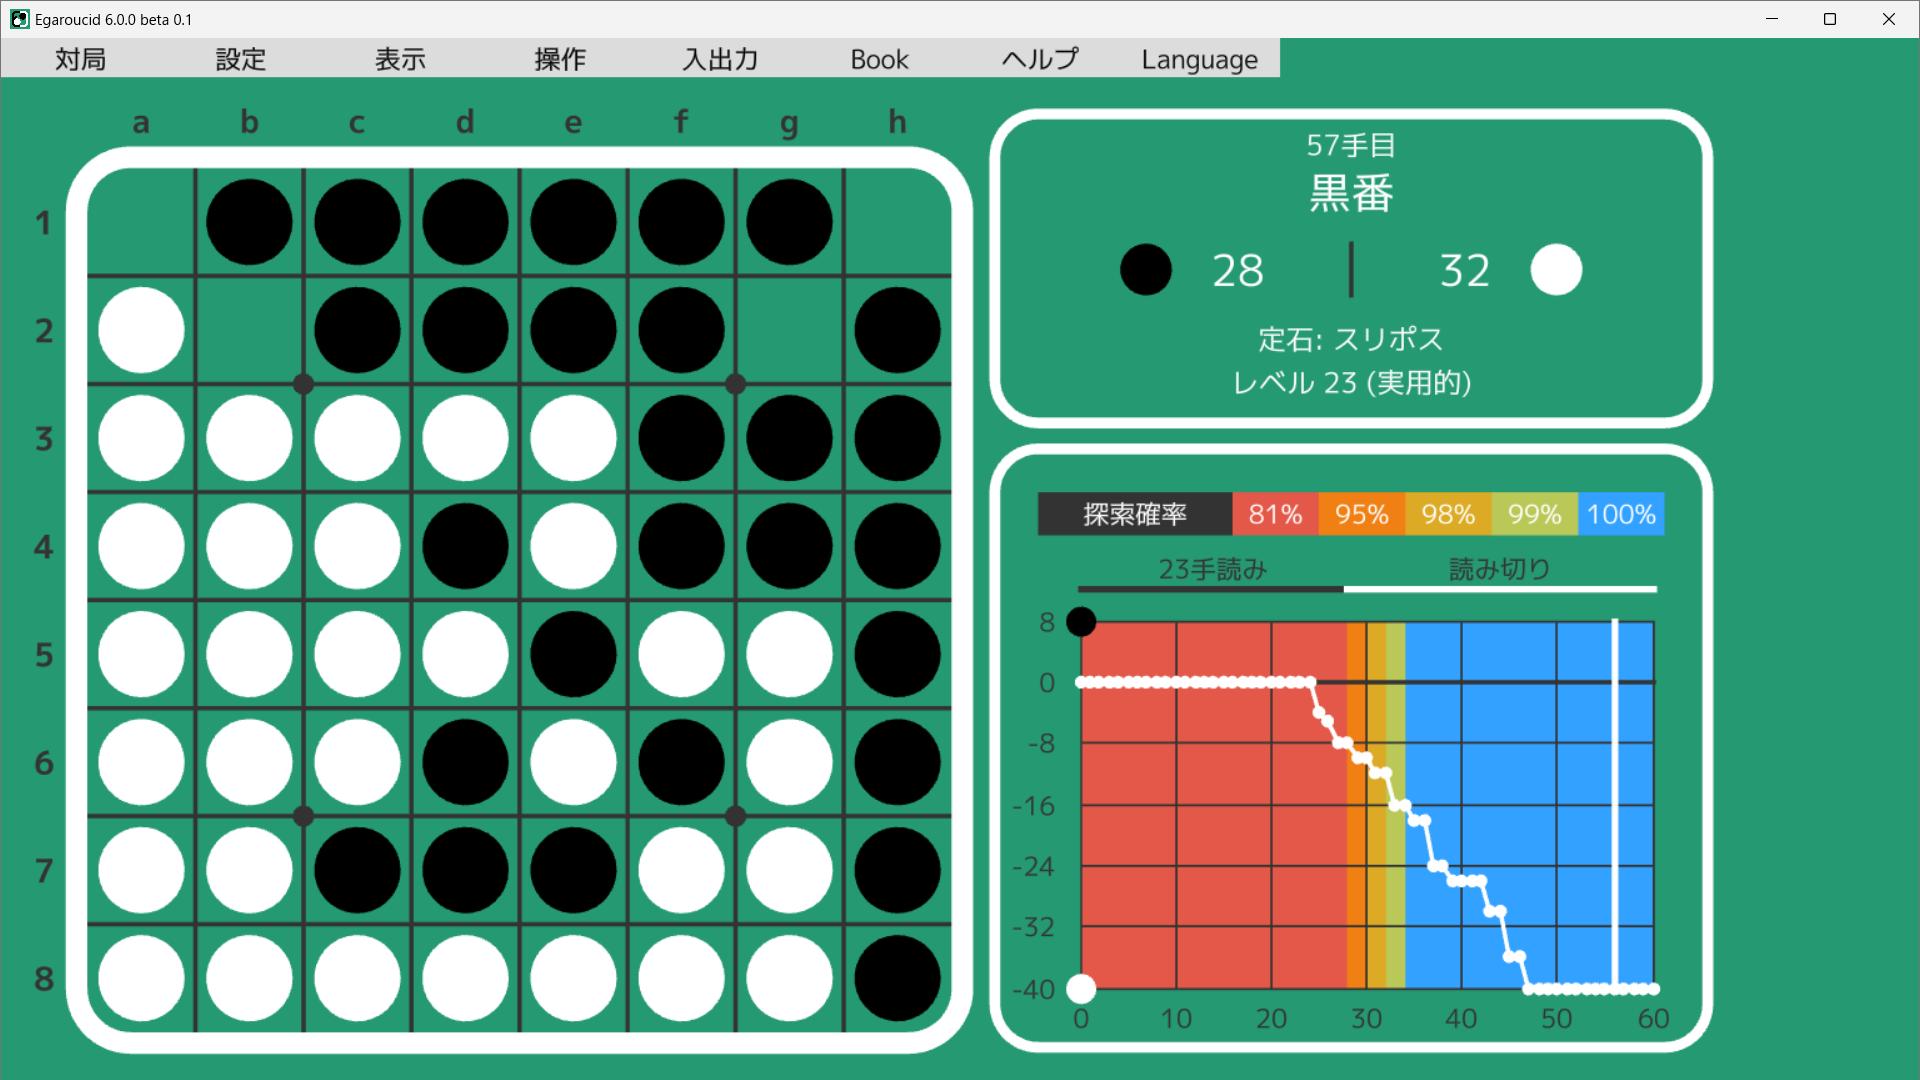 Egaroucid 6.0.0 beta 0.1
対局 設定 表示 操作 入出力 Book ヘルプ Language
a b c d e f g h
1
2
3
4
5
6
7
8
57手目
黒番
28 32
定石: スリポス
レベル 23 (実用的)
探索確率 81% 95% 98% 99% 100%
23手読み 読み切り
8
0
-8
-16
-24
-32
-40
0 10 20 30 40 50 60